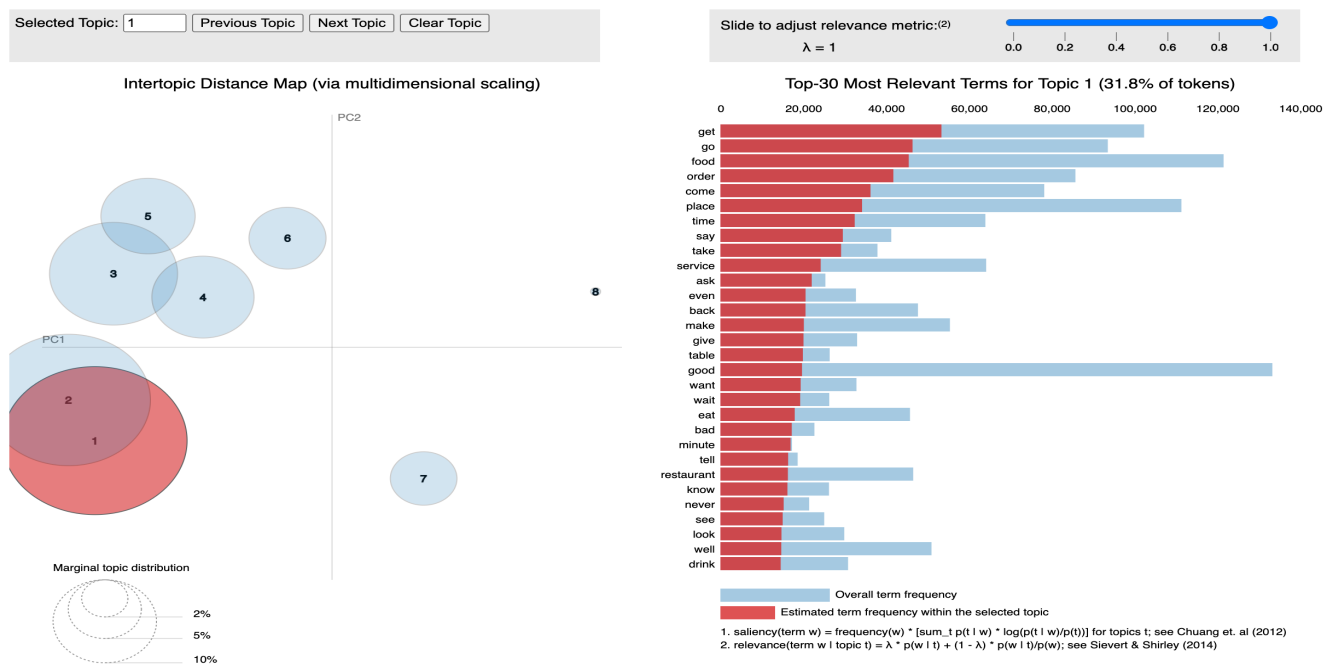 Selected Topic: 1 Previous Topic Next Topic Clear Topic
Slide to adjust relevance metric:(2)
λ = 1
0.0 0.2 0.4 0.6 0.8 1.0
Intertopic Distance Map (via multidimensional scaling)
PC2
5
6
3
4
8
PC1
2
1
7
Marginal topic distribution
2%
5%
10%
Top-30 Most Relevant Terms for Topic 1 (31.8% of tokens)
0 20,000 40,000 60,000 80,000 100,000 120,000 140,000
get
go
food
order
come
place
time
say
take
service
ask
even
back
make
give
table
good
want
wait
eat
bad
minute
tell
restaurant
know
never
see
look
well
drink
Overall term frequency
Estimated term frequency within the selected topic
1. saliency(term w) = frequency(w) * [sum_t p(t | w) * log(p(t | w)/p(t))] for topics t; see Chuang et. al (2012)
2. relevance(term w | topic t) = λ * p(w | t) + (1 - λ) * p(w | t)/p(w); see Sievert & Shirley (2014)